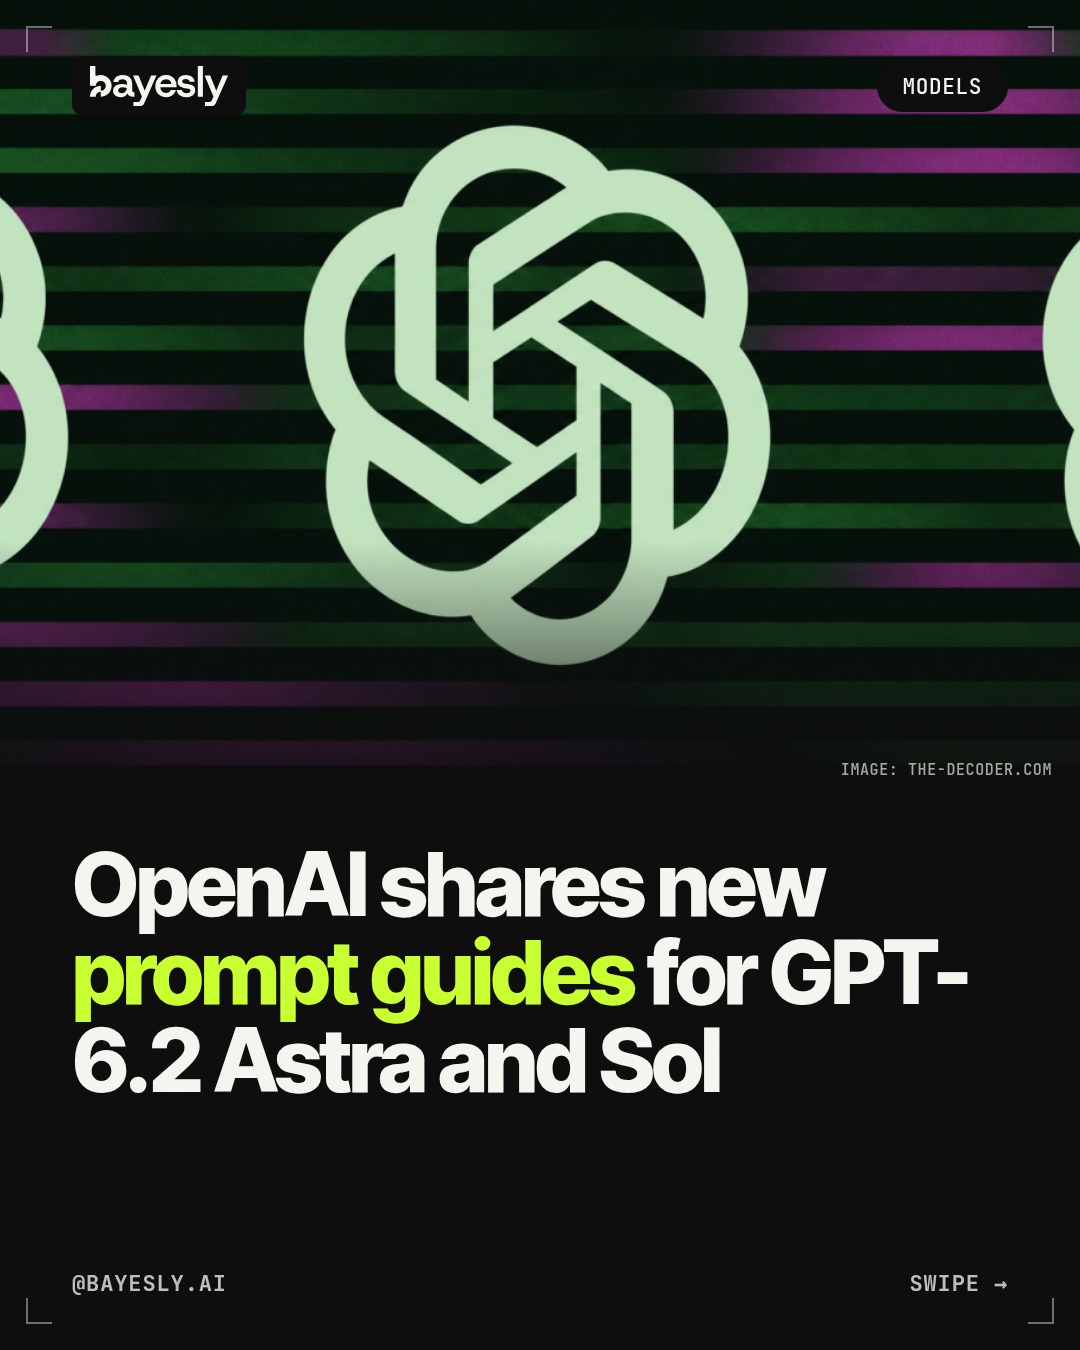 bayesly
MODELS
IMAGE: THE-DECODER.COM
OpenAI shares new
prompt guides for GPT-
6.2 Astra and Sol
@BAYESLY.AI
SWIPE →